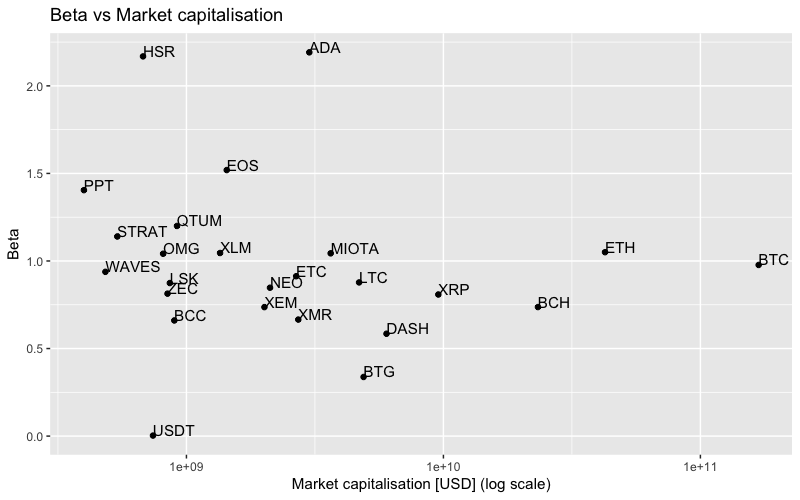 Beta vs Market capitalisation
HSR
ADA
2.0
EOS
1.5
PPT
QTUM
STRAT
OMG
XLM
MIOTA
ETH
BTC
1.0
WAVES
LSK
ETC
LTC
ZEC
NEO
XRP
XEM
BCH
BCC
XMR
DASH
0.5
BTG
USDT
0.0
Beta
1e+09
1e+10
1e+11
Market capitalisation [USD] (log scale)